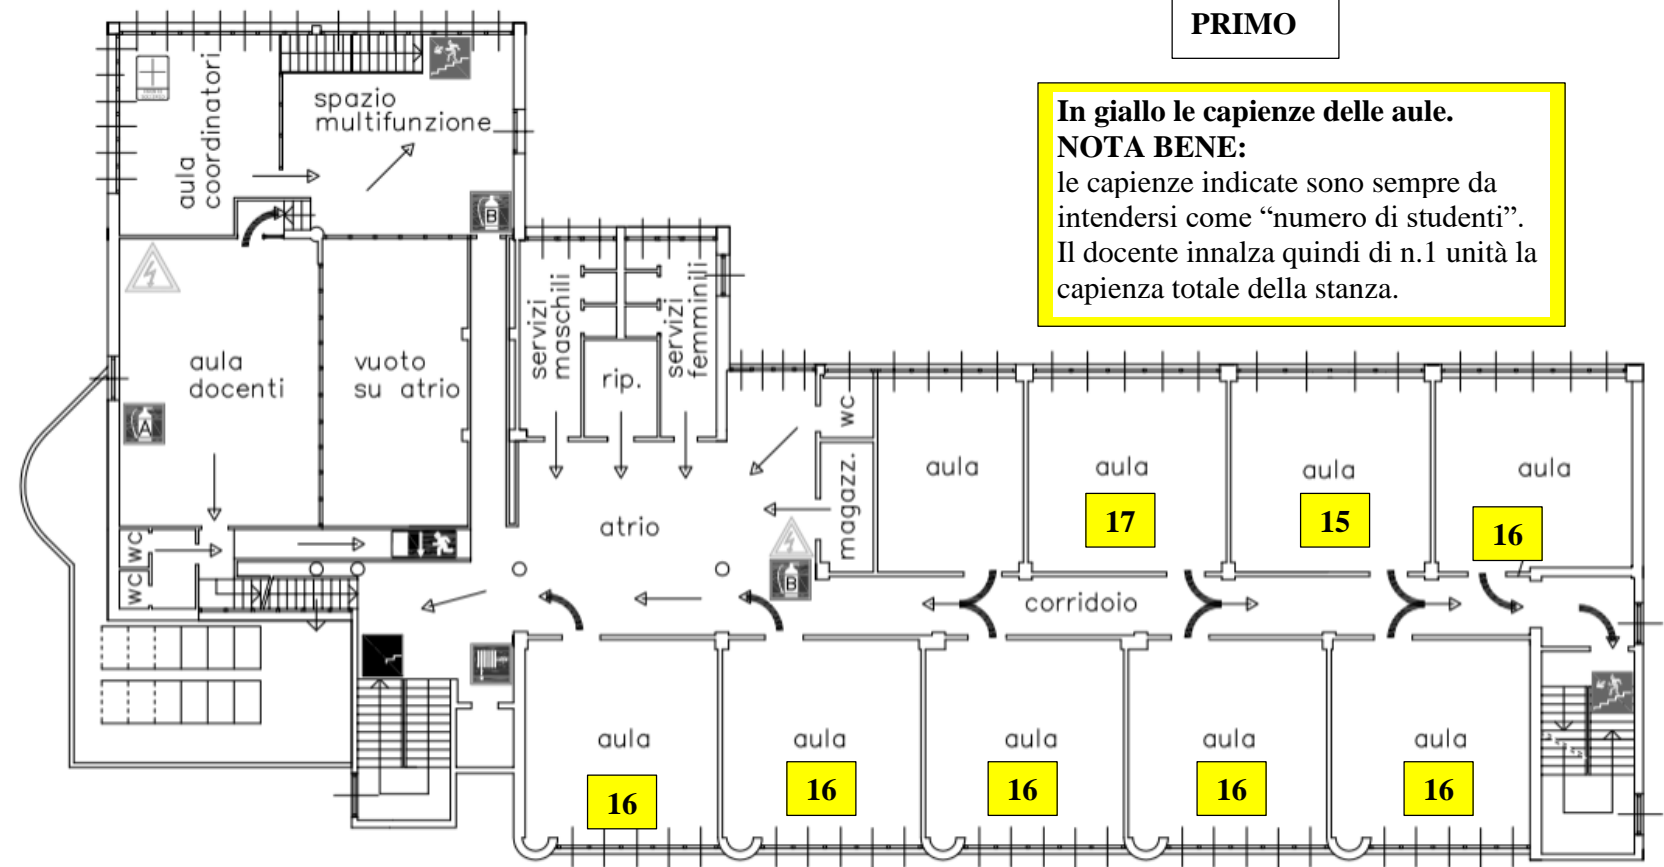 PRIMO
In giallo le capienze delle aule.
NOTA BENE:
le capienze indicate sono sempre da
intendersi come “numero di studenti”.
Il docente innalza quindi di n.1 unità la
capienza totale della stanza.
aula
coordinatori
spazio
multifunzione
B
servizi
maschili
servizi
femminili
rip.
aula
docenti
vuoto
su atrio
A
wc
magazz.
aula
aula
17
aula
15
aula
16
atrio
B
wc
wc
corridoio
aula
16
aula
16
aula
16
aula
16
aula
16